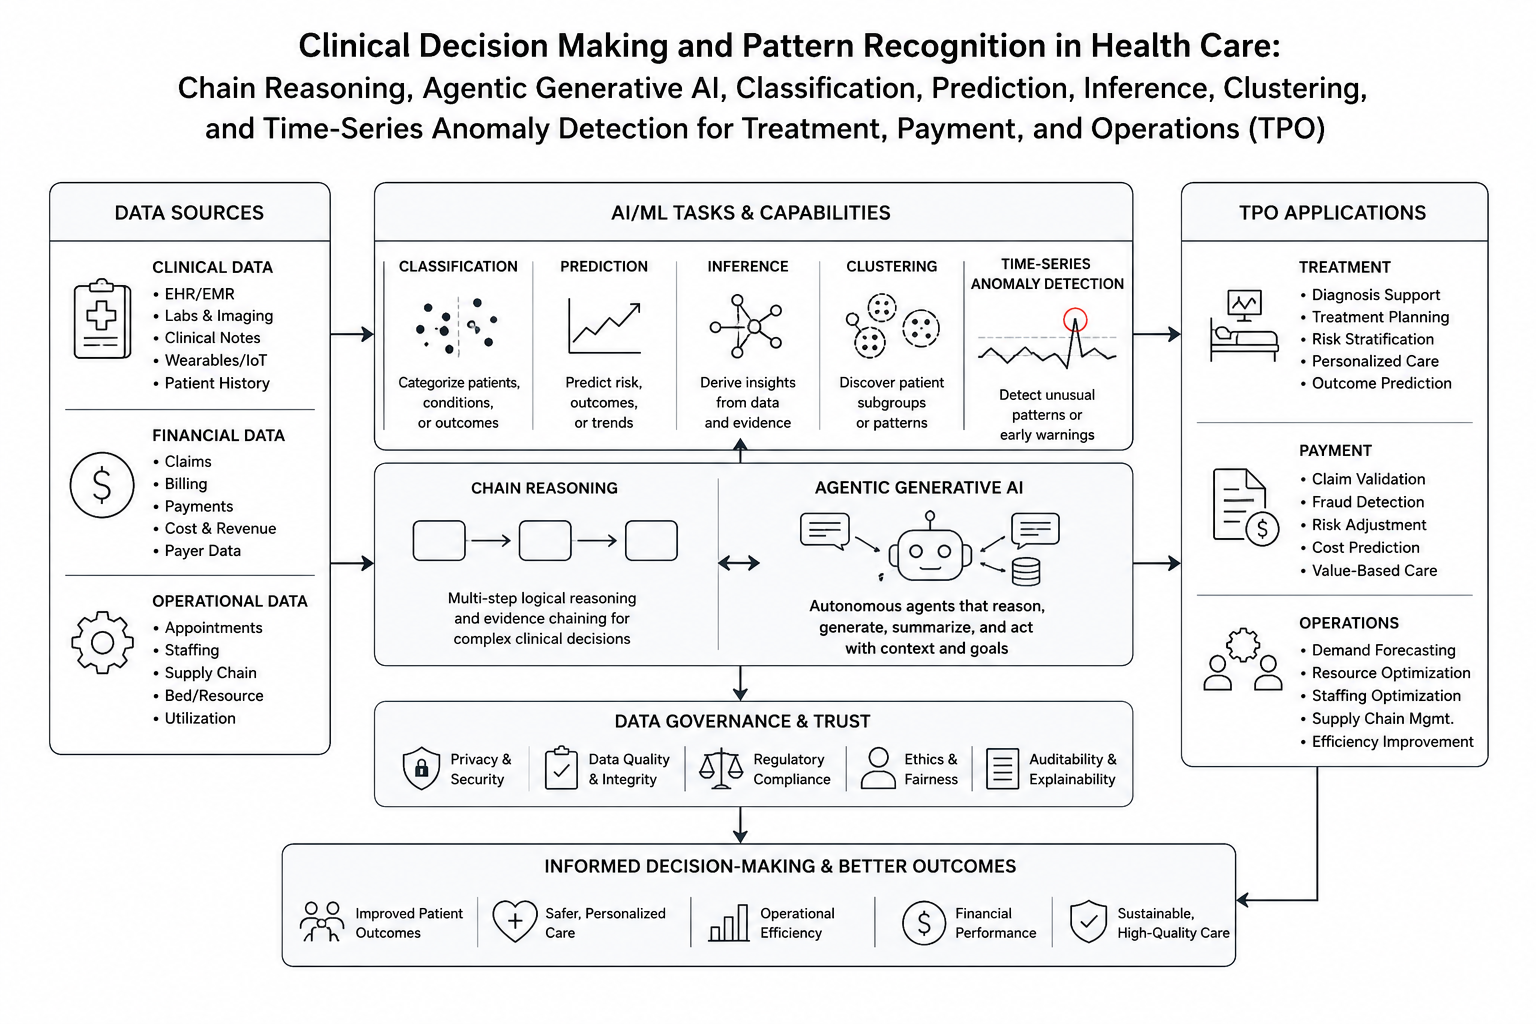 Clinical Decision Making and Pattern Recognition in Health Care:
Chain Reasoning, Agentic Generative AI, Classification, Prediction, Inference, Clustering,
and Time-Series Anomaly Detection for Treatment, Payment, and Operations (TPO)
DATA SOURCES
CLINICAL DATA
• EHR/EMR
• Labs & Imaging
• Clinical Notes
• Wearables/IoT
• Patient History
FINANCIAL DATA
$
• Claims
• Billing
• Payments
• Cost & Revenue
• Payer Data
OPERATIONAL DATA
• Appointments
• Staffing
• Supply Chain
• Bed/Resource
• Utilization
AI/ML TASKS & CAPABILITIES
CLASSIFICATION
Categorize patients,
conditions,
or outcomes
PREDICTION
Predict risk,
outcomes,
or trends
INFERENCE
Derive insights
from data
and evidence
CLUSTERING
Discover patient
subgroups
or patterns
TIME-SERIES
ANOMALY DETECTION
Detect unusual
patterns or
early warnings
CHAIN REASONING
Multi-step logical reasoning
and evidence chaining for
complex clinical decisions
AGENTIC GENERATIVE AI
Autonomous agents that reason,
generate, summarize, and act
with context and goals
TPO APPLICATIONS
TREATMENT
• Diagnosis Support
• Treatment Planning
• Risk Stratification
• Personalized Care
• Outcome Prediction
PAYMENT
$
• Claim Validation
• Fraud Detection
• Risk Adjustment
• Cost Prediction
• Value-Based Care
OPERATIONS
• Demand Forecasting
• Resource Optimization
• Staffing Optimization
• Supply Chain Mgmt.
• Efficiency Improvement
DATA GOVERNANCE & TRUST
Privacy &
Security
Data Quality
& Integrity
Regulatory
Compliance
Ethics &
Fairness
Auditability &
Explainability
INFORMED DECISION-MAKING & BETTER OUTCOMES
Improved Patient
Outcomes
Safer, Personalized
Care
Operational
Efficiency
$
Financial
Performance
Sustainable,
High-Quality Care